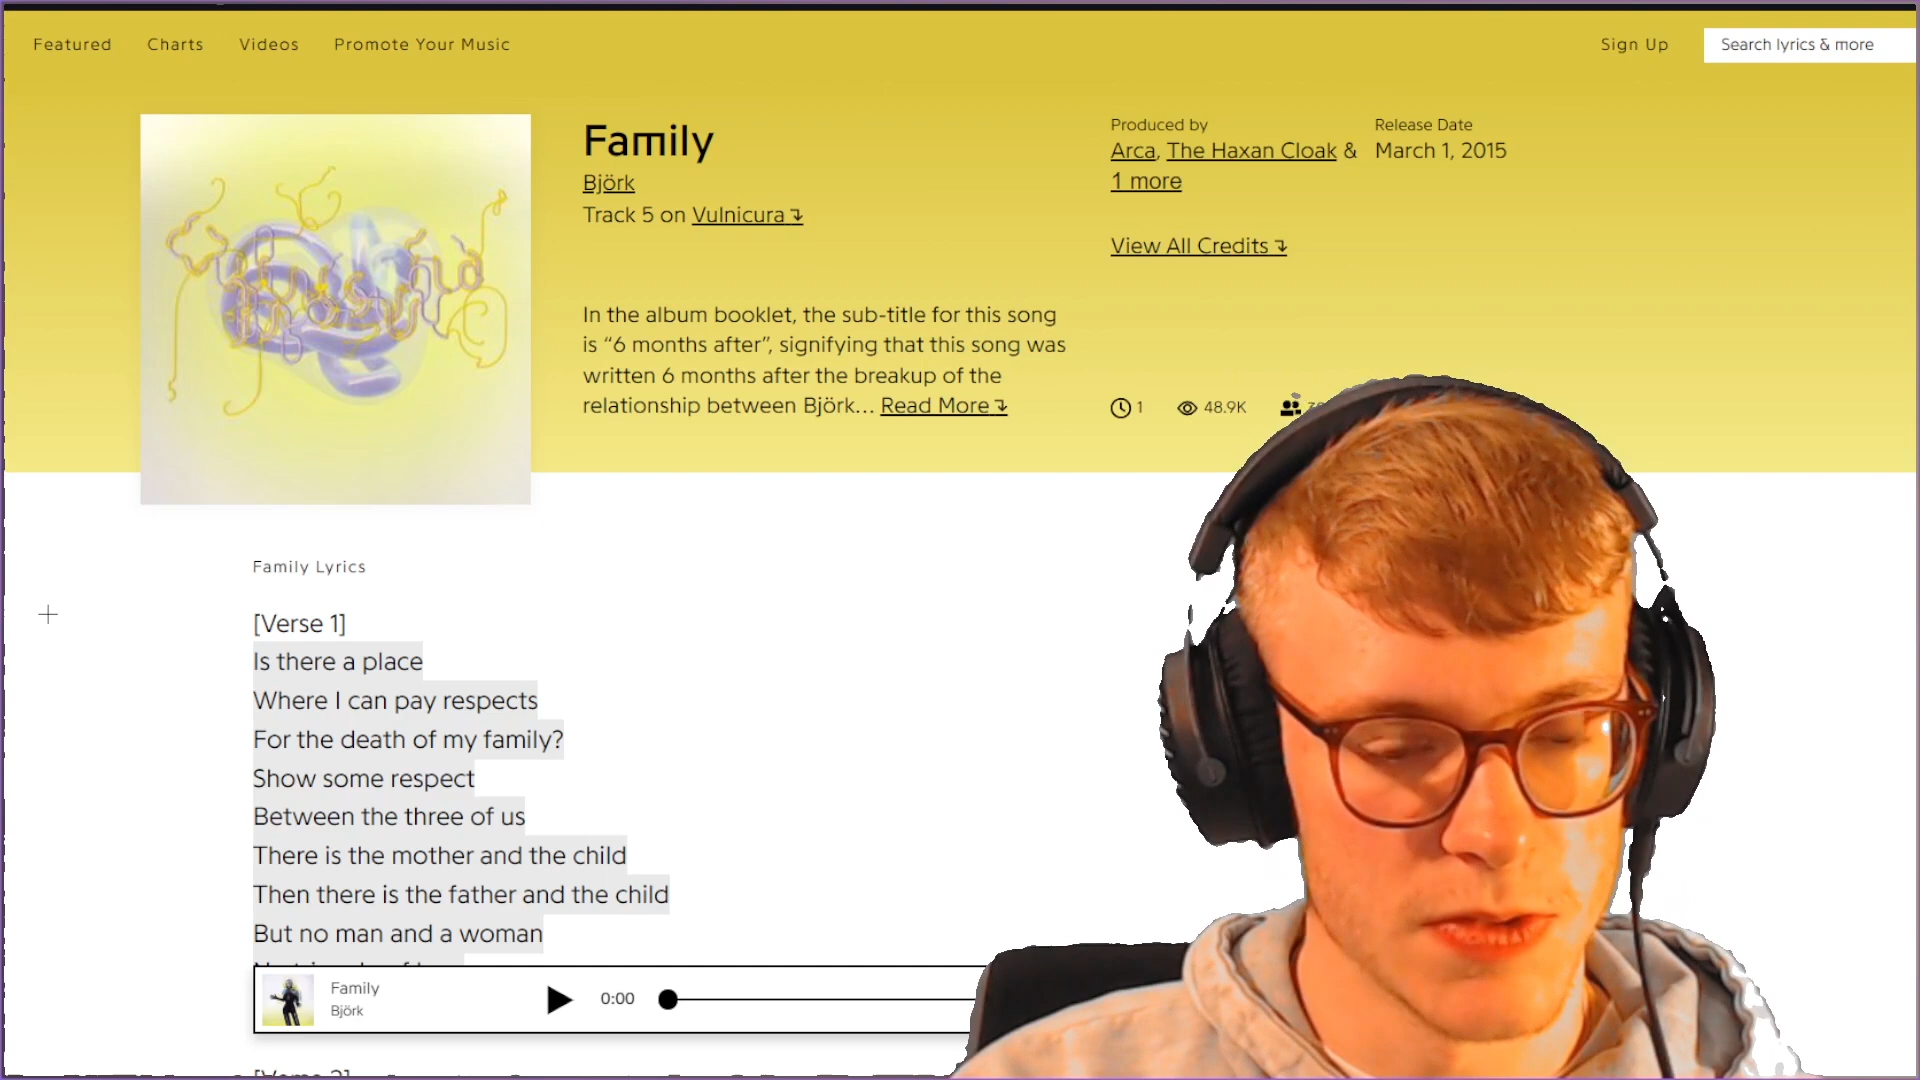 Featured Charts Videos Promote Your Music Sign Up Search lyrics & more
Family
Björk
Track 5 on Vulnicura
In the album booklet, the sub-title for this song
is “6 months after”, signifying that this song was
written 6 months after the breakup of the
relationship between Björk... Read More
Produced by
Arca, The Haxan Cloak &
1 more
Release Date
March 1, 2015
View All Credits
1 48.9K
Family Lyrics
[Verse 1]
Is there a place
Where I can pay respects
For the death of my family?
Show some respect
Between the three of us
There is the mother and the child
Then there is the father and the child
But no man and a woman
Family
Björk
0:00